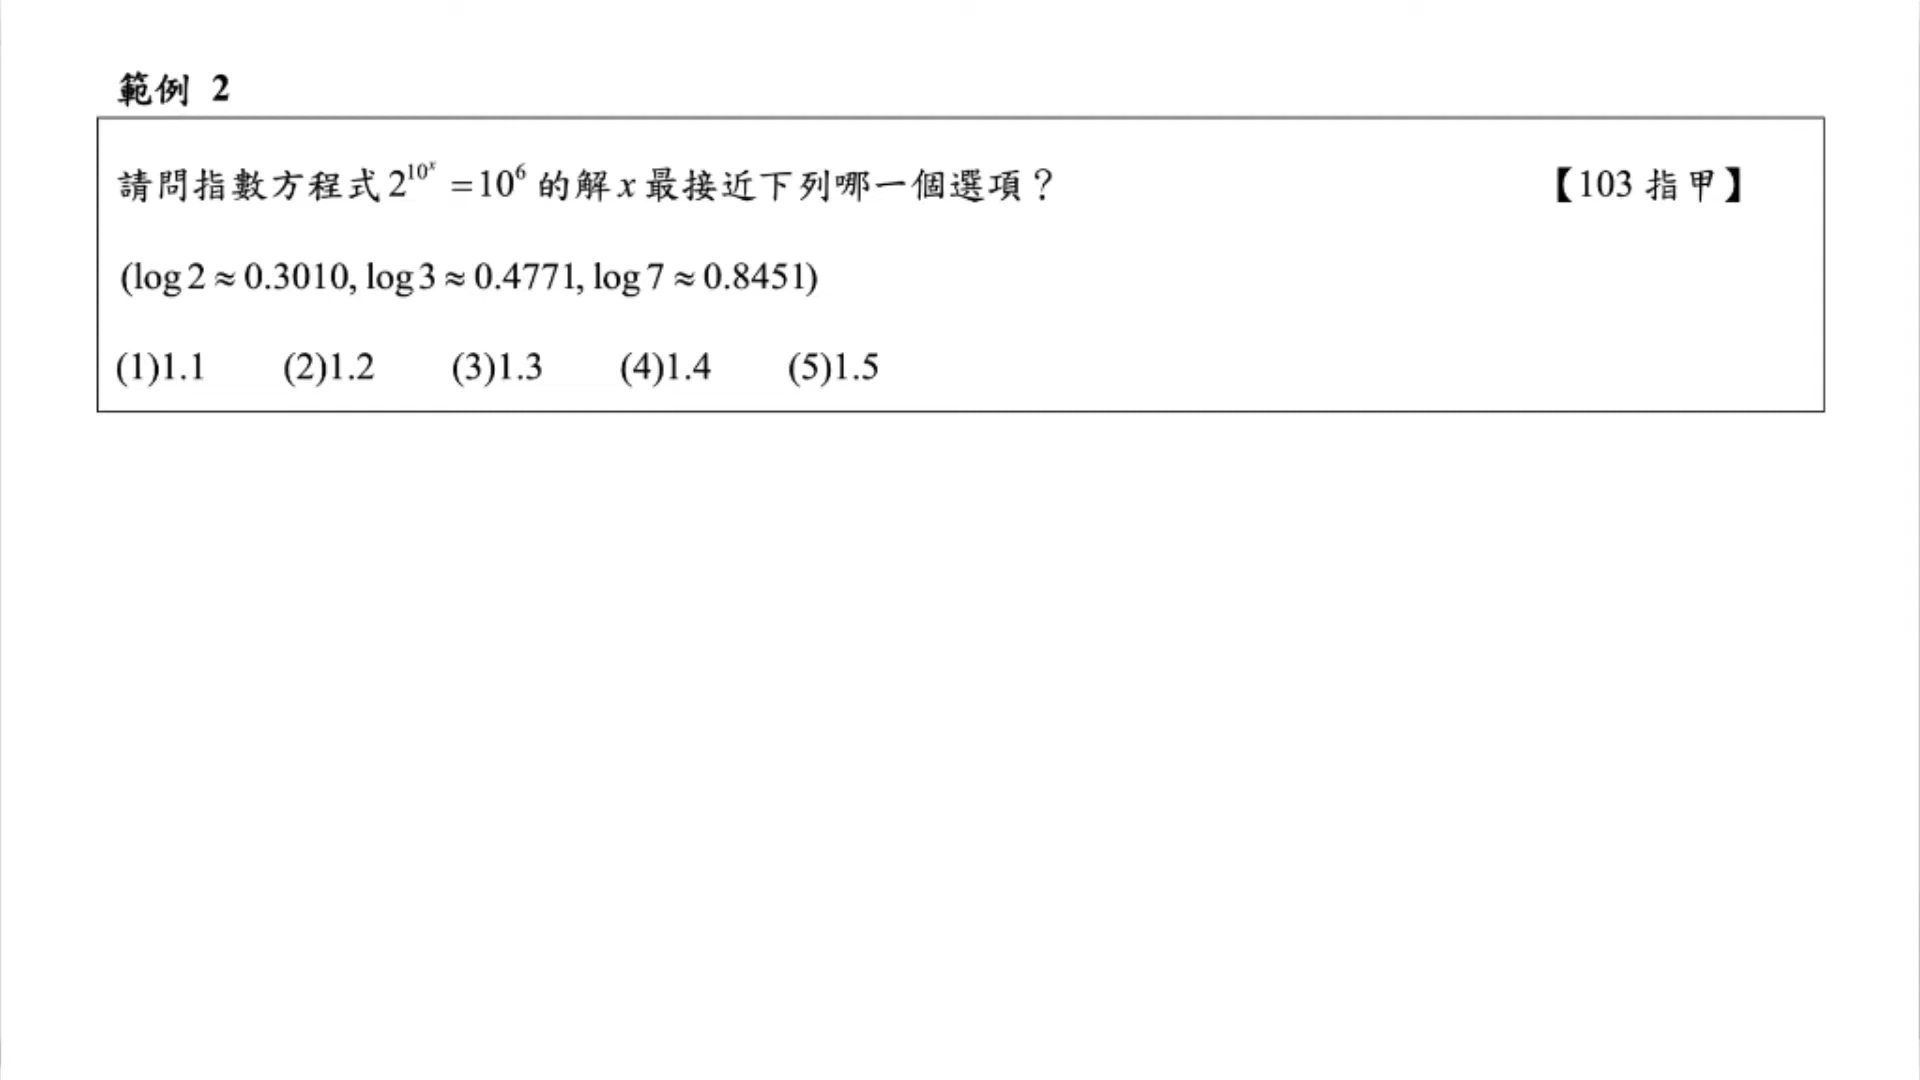 範例 2
請問指數方程式 $2^{10^x} = 10^6$ 的解 x 最接近下列哪一個選項？ 【103 指甲】
(log 2 ≈ 0.3010, log 3 ≈ 0.4771, log 7 ≈ 0.8451)
(1)1.1 (2)1.2 (3)1.3 (4)1.4 (5)1.5